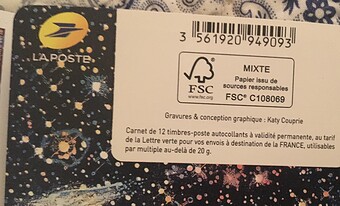 LA POSTE
3 561920 949093
FSC
www.fsc.org
MIXTE
Papier issu de
sources responsables
FSC® C108069
Gravures & conception graphique : Katy Couprie
Carnet de 12 timbres-poste autocollants à validité permanente, au tarif
de la Lettre verte pour vos envois à destination de la FRANCE, utilisables
par multiple au-delà de 20 g.